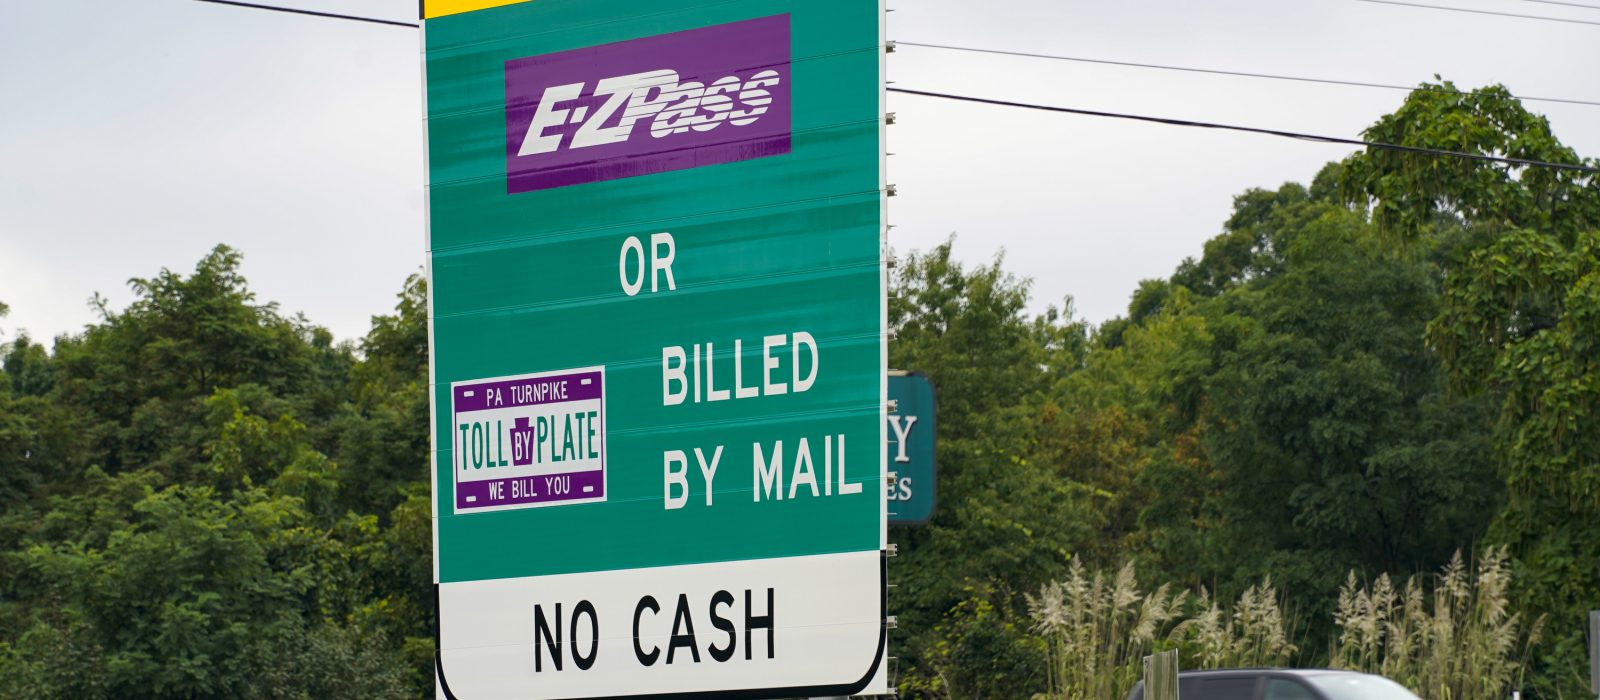 E-ZPass
OR
PA TURNPIKE
TOLL BY PLATE
WE BILL YOU
BILLED
BY MAIL
NO CASH